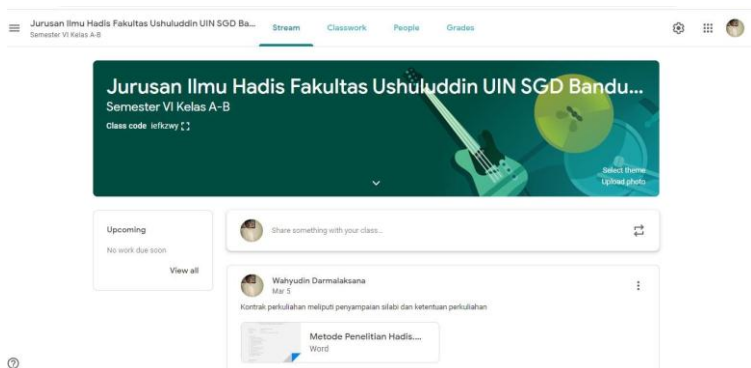 Jurusan Ilmu Hadis Fakultas Ushuluddin UIN SGD Ba...
Semester VI Kelas A-B
Stream
Classwork
People
Grades
Jurusan Ilmu Hadis Fakultas Ushuluddin UIN SGD Bandu...
Semester VI Kelas A-B
Class code iefkzwy
Select theme
Upload photo
Upcoming
No work due soon
View all
Share something with your class...
Wahyudin Darmalaksana
Mar 5
Kontrak perkuliahan meliputi penyampaian silabi dan ketentuan perkuliahan
Metode Penelitian Hadis....
Word